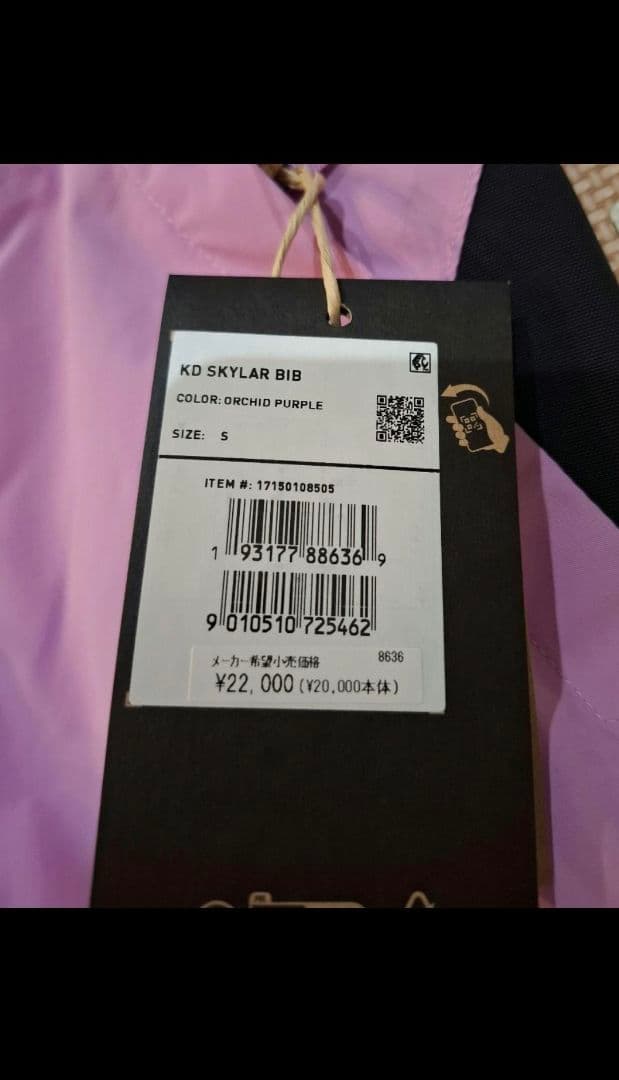 KD SKYLAR BIB
COLOR: ORCHID PURPLE
SIZE: S
ITEM #: 17150108505
1 93177 88636 9
9 010510 725462
メーカー希望小売価格 8636
¥22,000 (¥20,000本体)